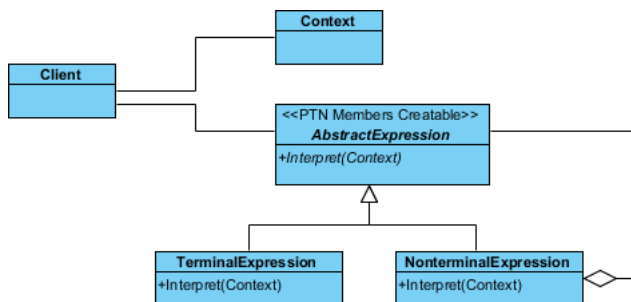 Context
Client
<<PTN Members Creatable>>
AbstractExpression
+Interpret(Context)
TerminalExpression
+Interpret(Context)
NonterminalExpression
+Interpret(Context)